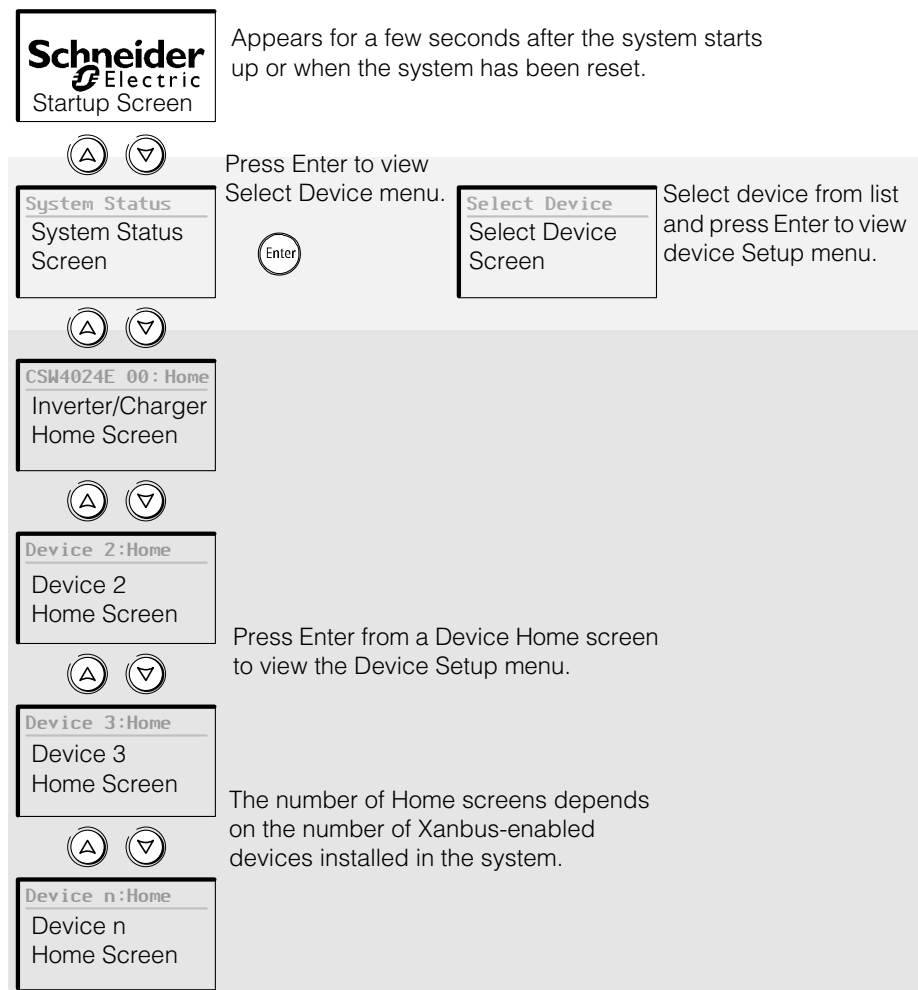 Schneider
Electric
Startup Screen
Appears for a few seconds after the system starts
up or when the system has been reset.
Press Enter to view
Select Device menu.
System Status
System Status
Screen
Enter
Select Device
Select Device
Screen
Select device from list
and press Enter to view
device Setup menu.
CSW4024E 00:Home
Inverter/Charger
Home Screen
Device 2:Home
Device 2
Home Screen
Press Enter from a Device Home screen
to view the Device Setup menu.
Device 3:Home
Device 3
Home Screen
The number of Home screens depends
on the number of Xanbus-enabled
devices installed in the system.
Device n:Home
Device n
Home Screen